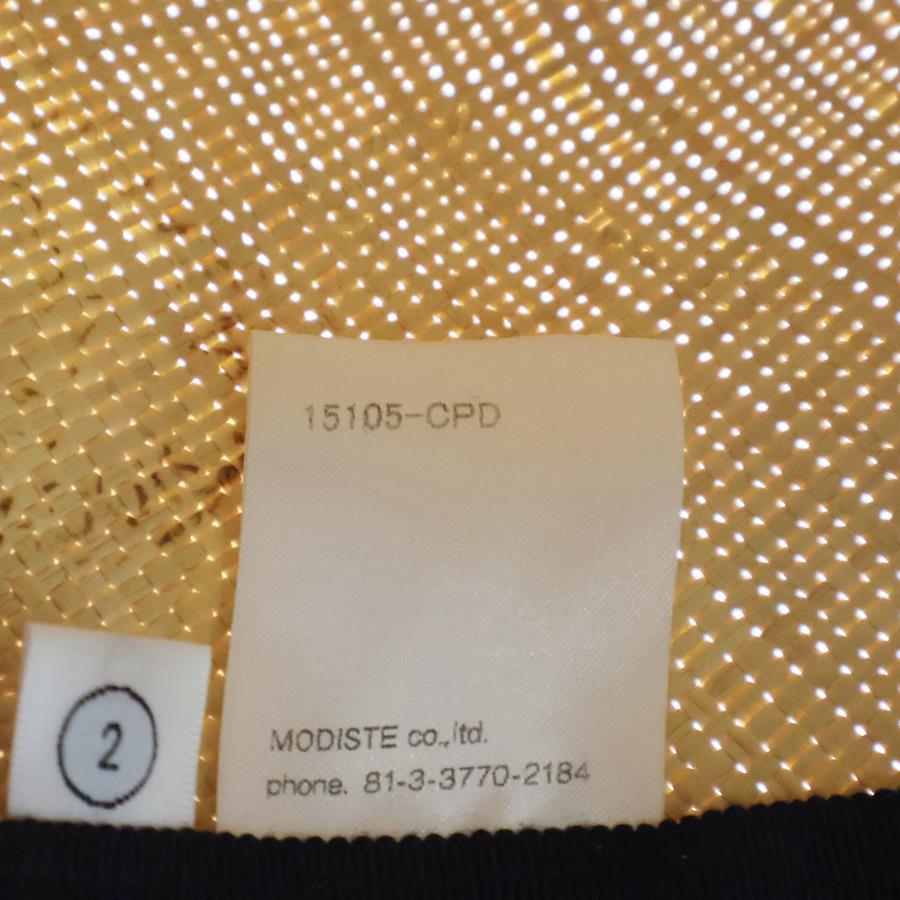 15105-CPD
MODISTE co.,ltd.
phone. 81-3-3770-2184
2